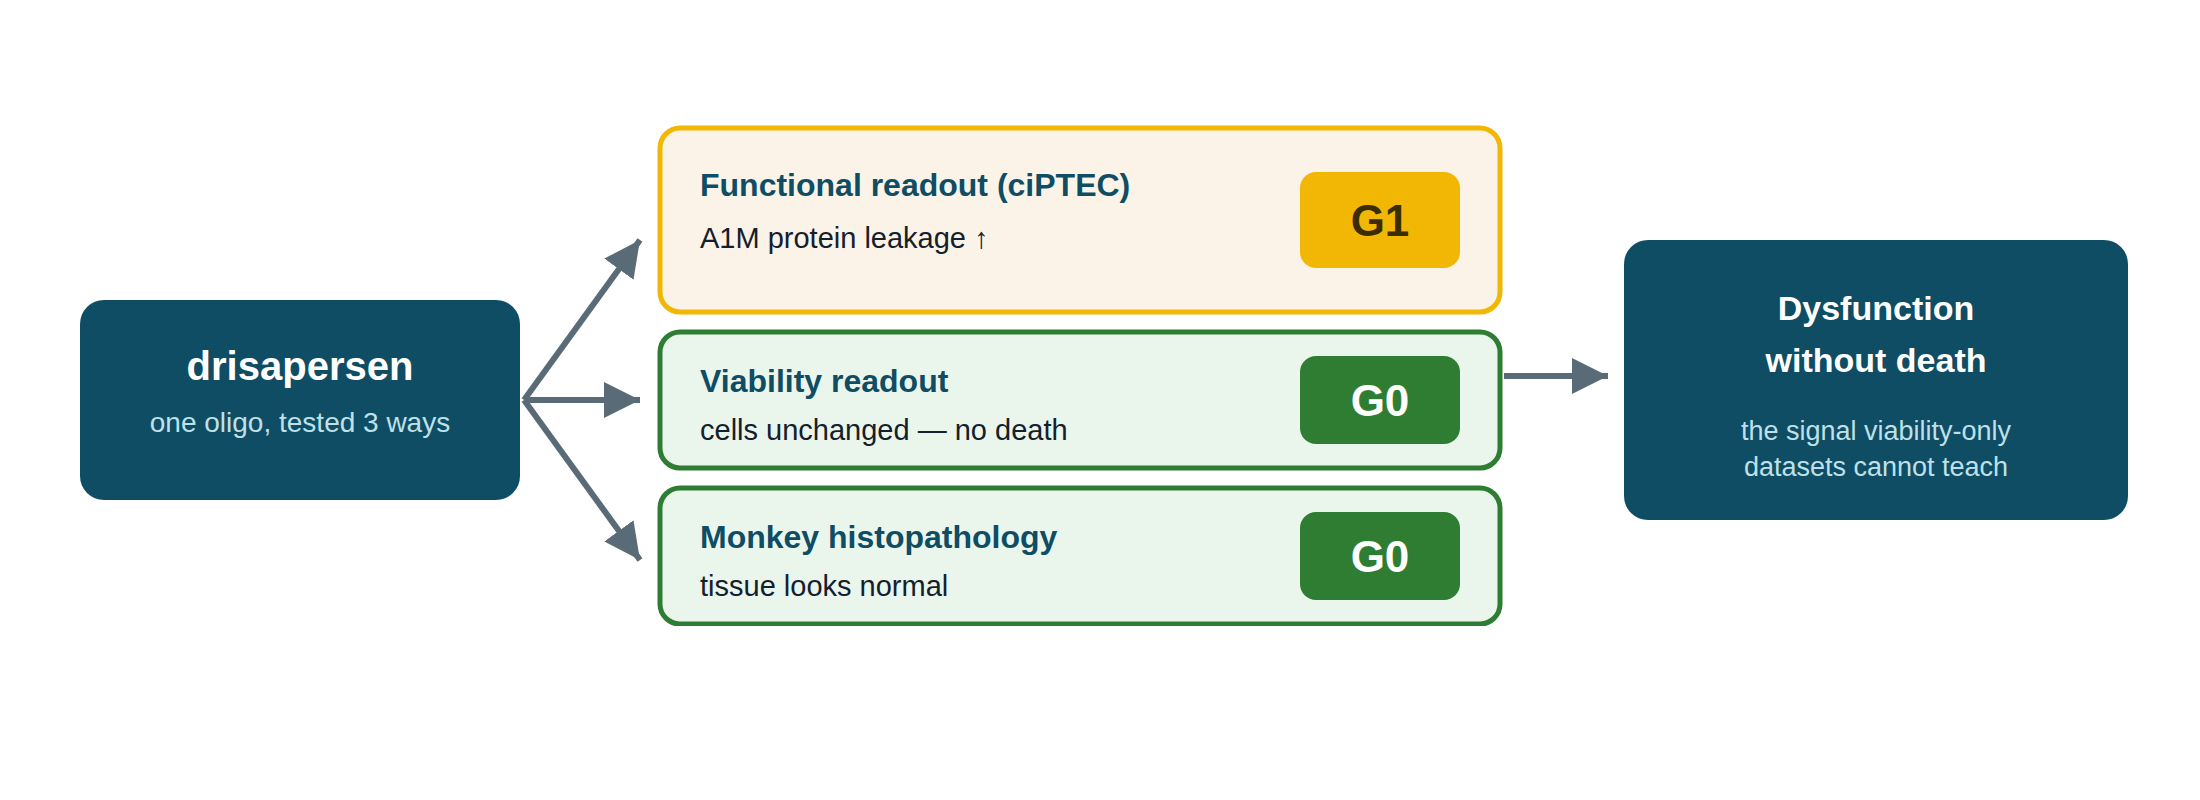 drisapersen
one oligo, tested 3 ways
Functional readout (ciPTEC)
A1M protein leakage ↑
G1
Viability readout
cells unchanged — no death
G0
Monkey histopathology
tissue looks normal
G0
Dysfunction
without death
the signal viability-only
datasets cannot teach